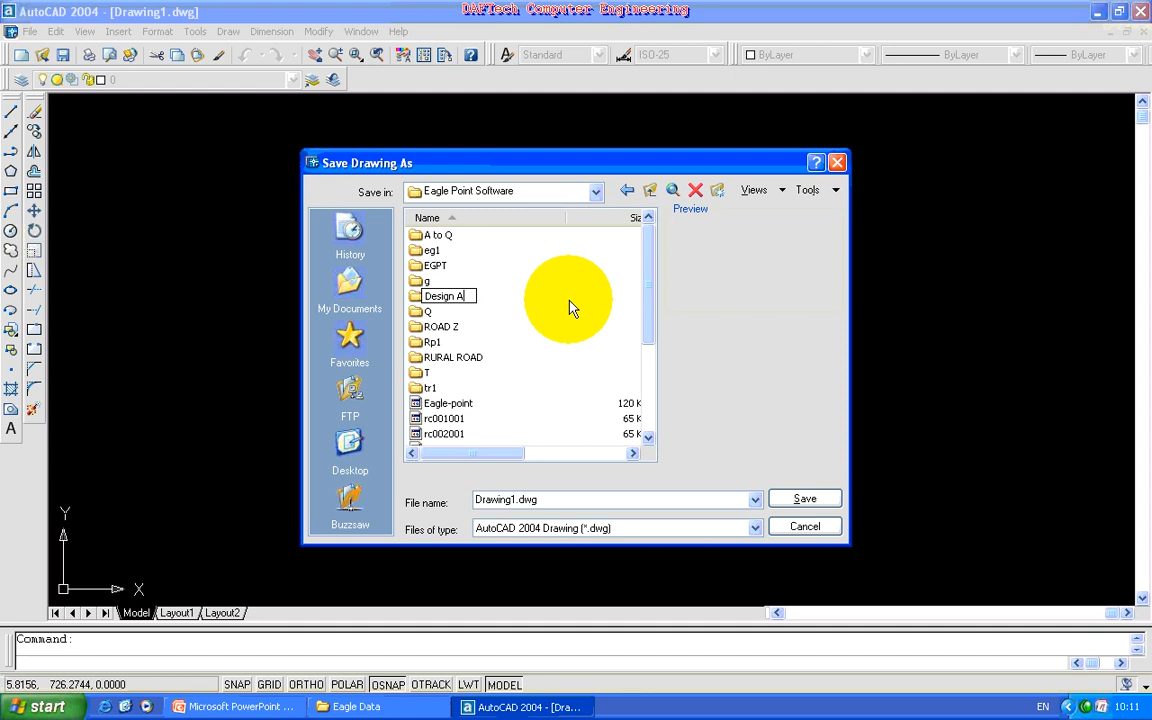 AutoCAD 2004 - [Drawing1.dwg]
DAFTech Computer Engineering
File Edit View Insert Format Tools Draw Dimension Modify Window Help
Standard ISO-25 ByLayer ByLayer ByLayer
0
Save Drawing As
Save in: Eagle Point Software Views Tools
Name Siz Preview
History
My Documents
Favorites
FTP
Desktop
Buzzsaw
A to Q
eg1
EGPT
g
Design A
Q
ROAD Z
Rp1
RURAL ROAD
T
tr1
Eagle-point 120 K
rc001001 65 K
rc002001 65 K
File name: Drawing1.dwg Save
Files of type: AutoCAD 2004 Drawing (*.dwg) Cancel
Y
X
A
Model Layout1 Layout2
Command:
5.8156, 726.2744, 0.0000 SNAP GRID ORTHO POLAR OSNAP OTRACK LWT MODEL
start Microsoft PowerPoint ... Eagle Data AutoCAD 2004 - [Dra... EN 10:11